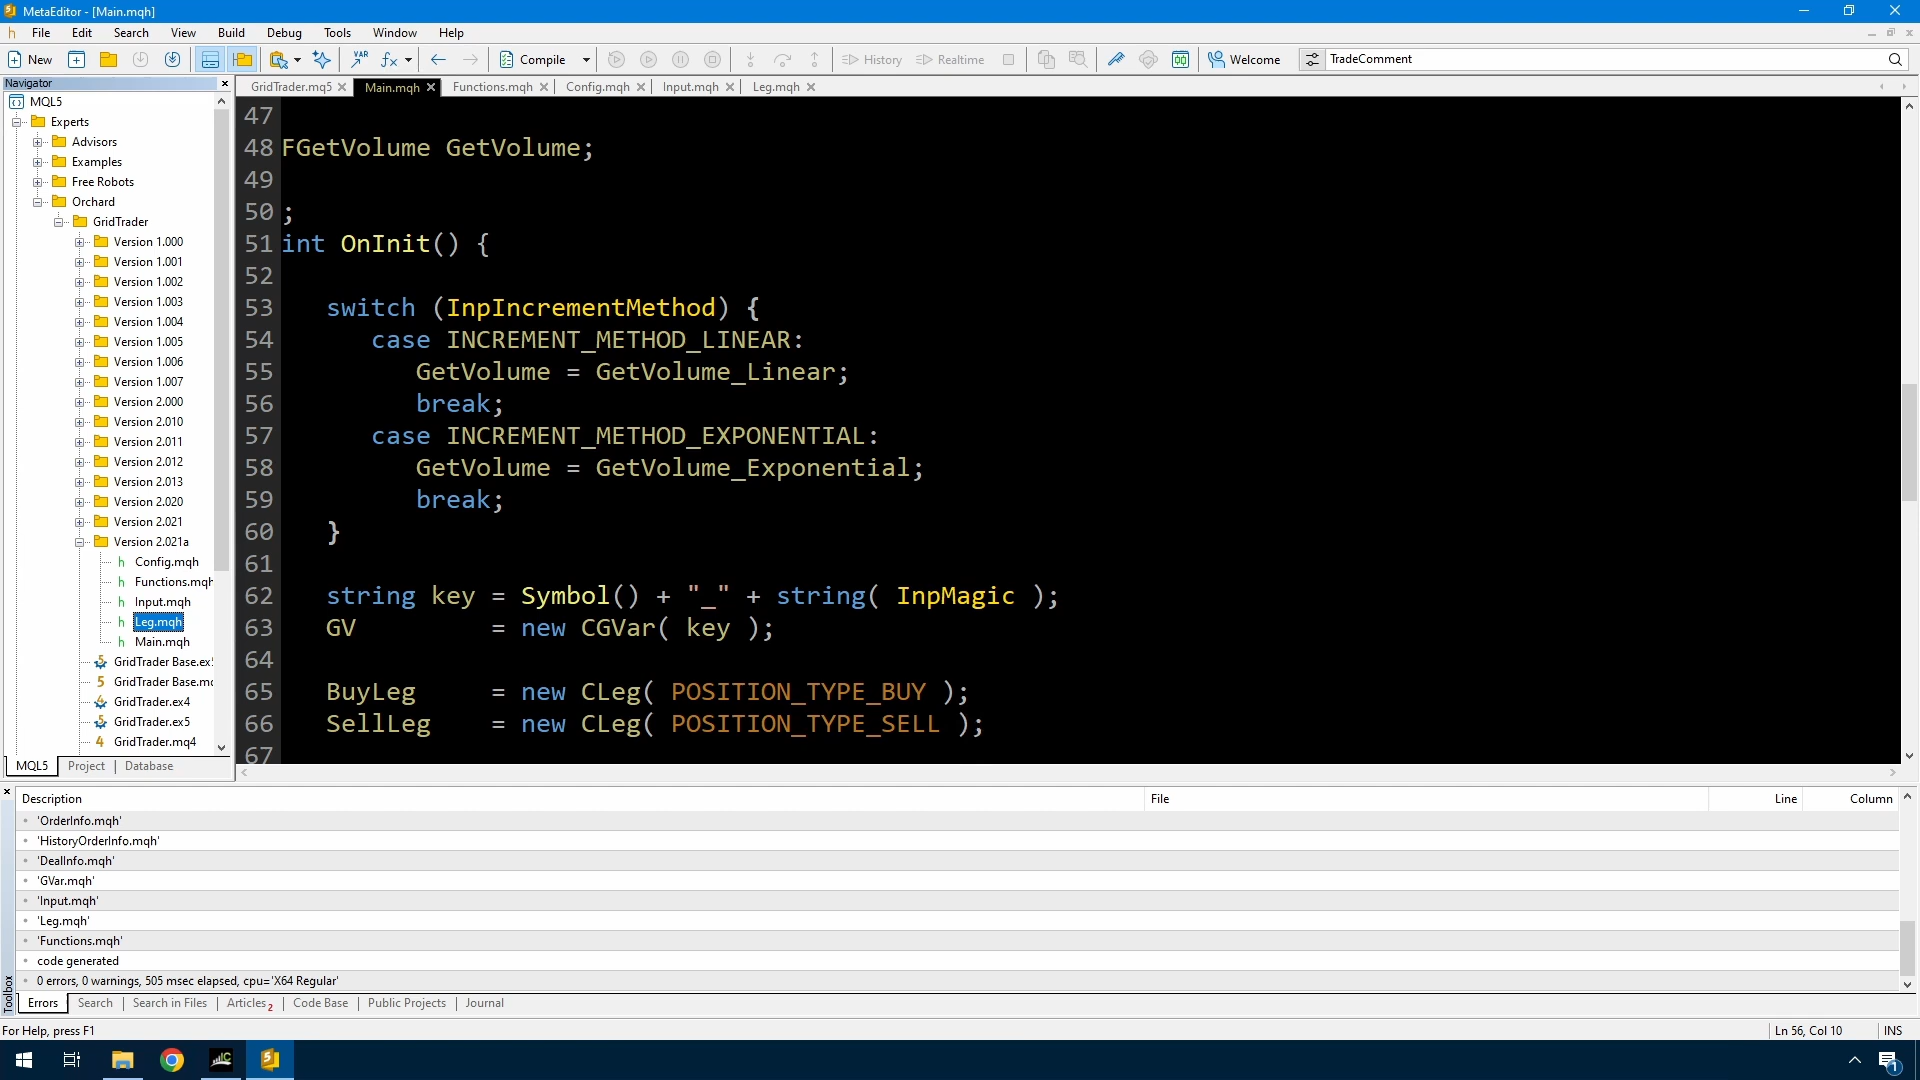 MetaEditor - [Main.mqh]
File Edit Search View Build Debug Tools Window Help
New VAR fx Compile History Realtime Welcome TradeComment
Navigator
GridTrader.mq5 Main.mqh Functions.mqh Config.mqh Input.mqh Leg.mqh
MQL5
Experts
Advisors
Examples
Free Robots
Orchard
GridTrader
Version 1.000
Version 1.001
Version 1.002
Version 1.003
Version 1.004
Version 1.005
Version 1.006
Version 1.007
Version 2.000
Version 2.010
Version 2.011
Version 2.012
Version 2.013
Version 2.020
Version 2.021
Version 2.021a
Config.mqh
Functions.mqh
Input.mqh
Leg.mqh
Main.mqh
GridTrader Base.ex5
GridTrader Base.mq
GridTrader.ex4
GridTrader.ex5
GridTrader.mq4
MQL5 Project Database
47
48 FGetVolume GetVolume;
49
50 ;
51 int OnInit() {
52
53 switch (InpIncrementMethod) {
54 case INCREMENT_METHOD_LINEAR:
55 GetVolume = GetVolume_Linear;
56 break;
57 case INCREMENT_METHOD_EXPONENTIAL:
58 GetVolume = GetVolume_Exponential;
59 break;
60 }
61
62 string key = Symbol() + "_" + string( InpMagic );
63 GV = new CGVar( key );
64
65 BuyLeg = new CLeg( POSITION_TYPE_BUY );
66 SellLeg = new CLeg( POSITION_TYPE_SELL );
67
Description File Line Column
'OrderInfo.mqh'
'HistoryOrderInfo.mqh'
'DealInfo.mqh'
'GVar.mqh'
'Input.mqh'
'Leg.mqh'
'Functions.mqh'
code generated
0 errors, 0 warnings, 505 msec elapsed, cpu='X64 Regular'
Toolbox
Errors Search Search in Files Articles 2 Code Base Public Projects Journal
For Help, press F1 Ln 56, Col 10 INS
1